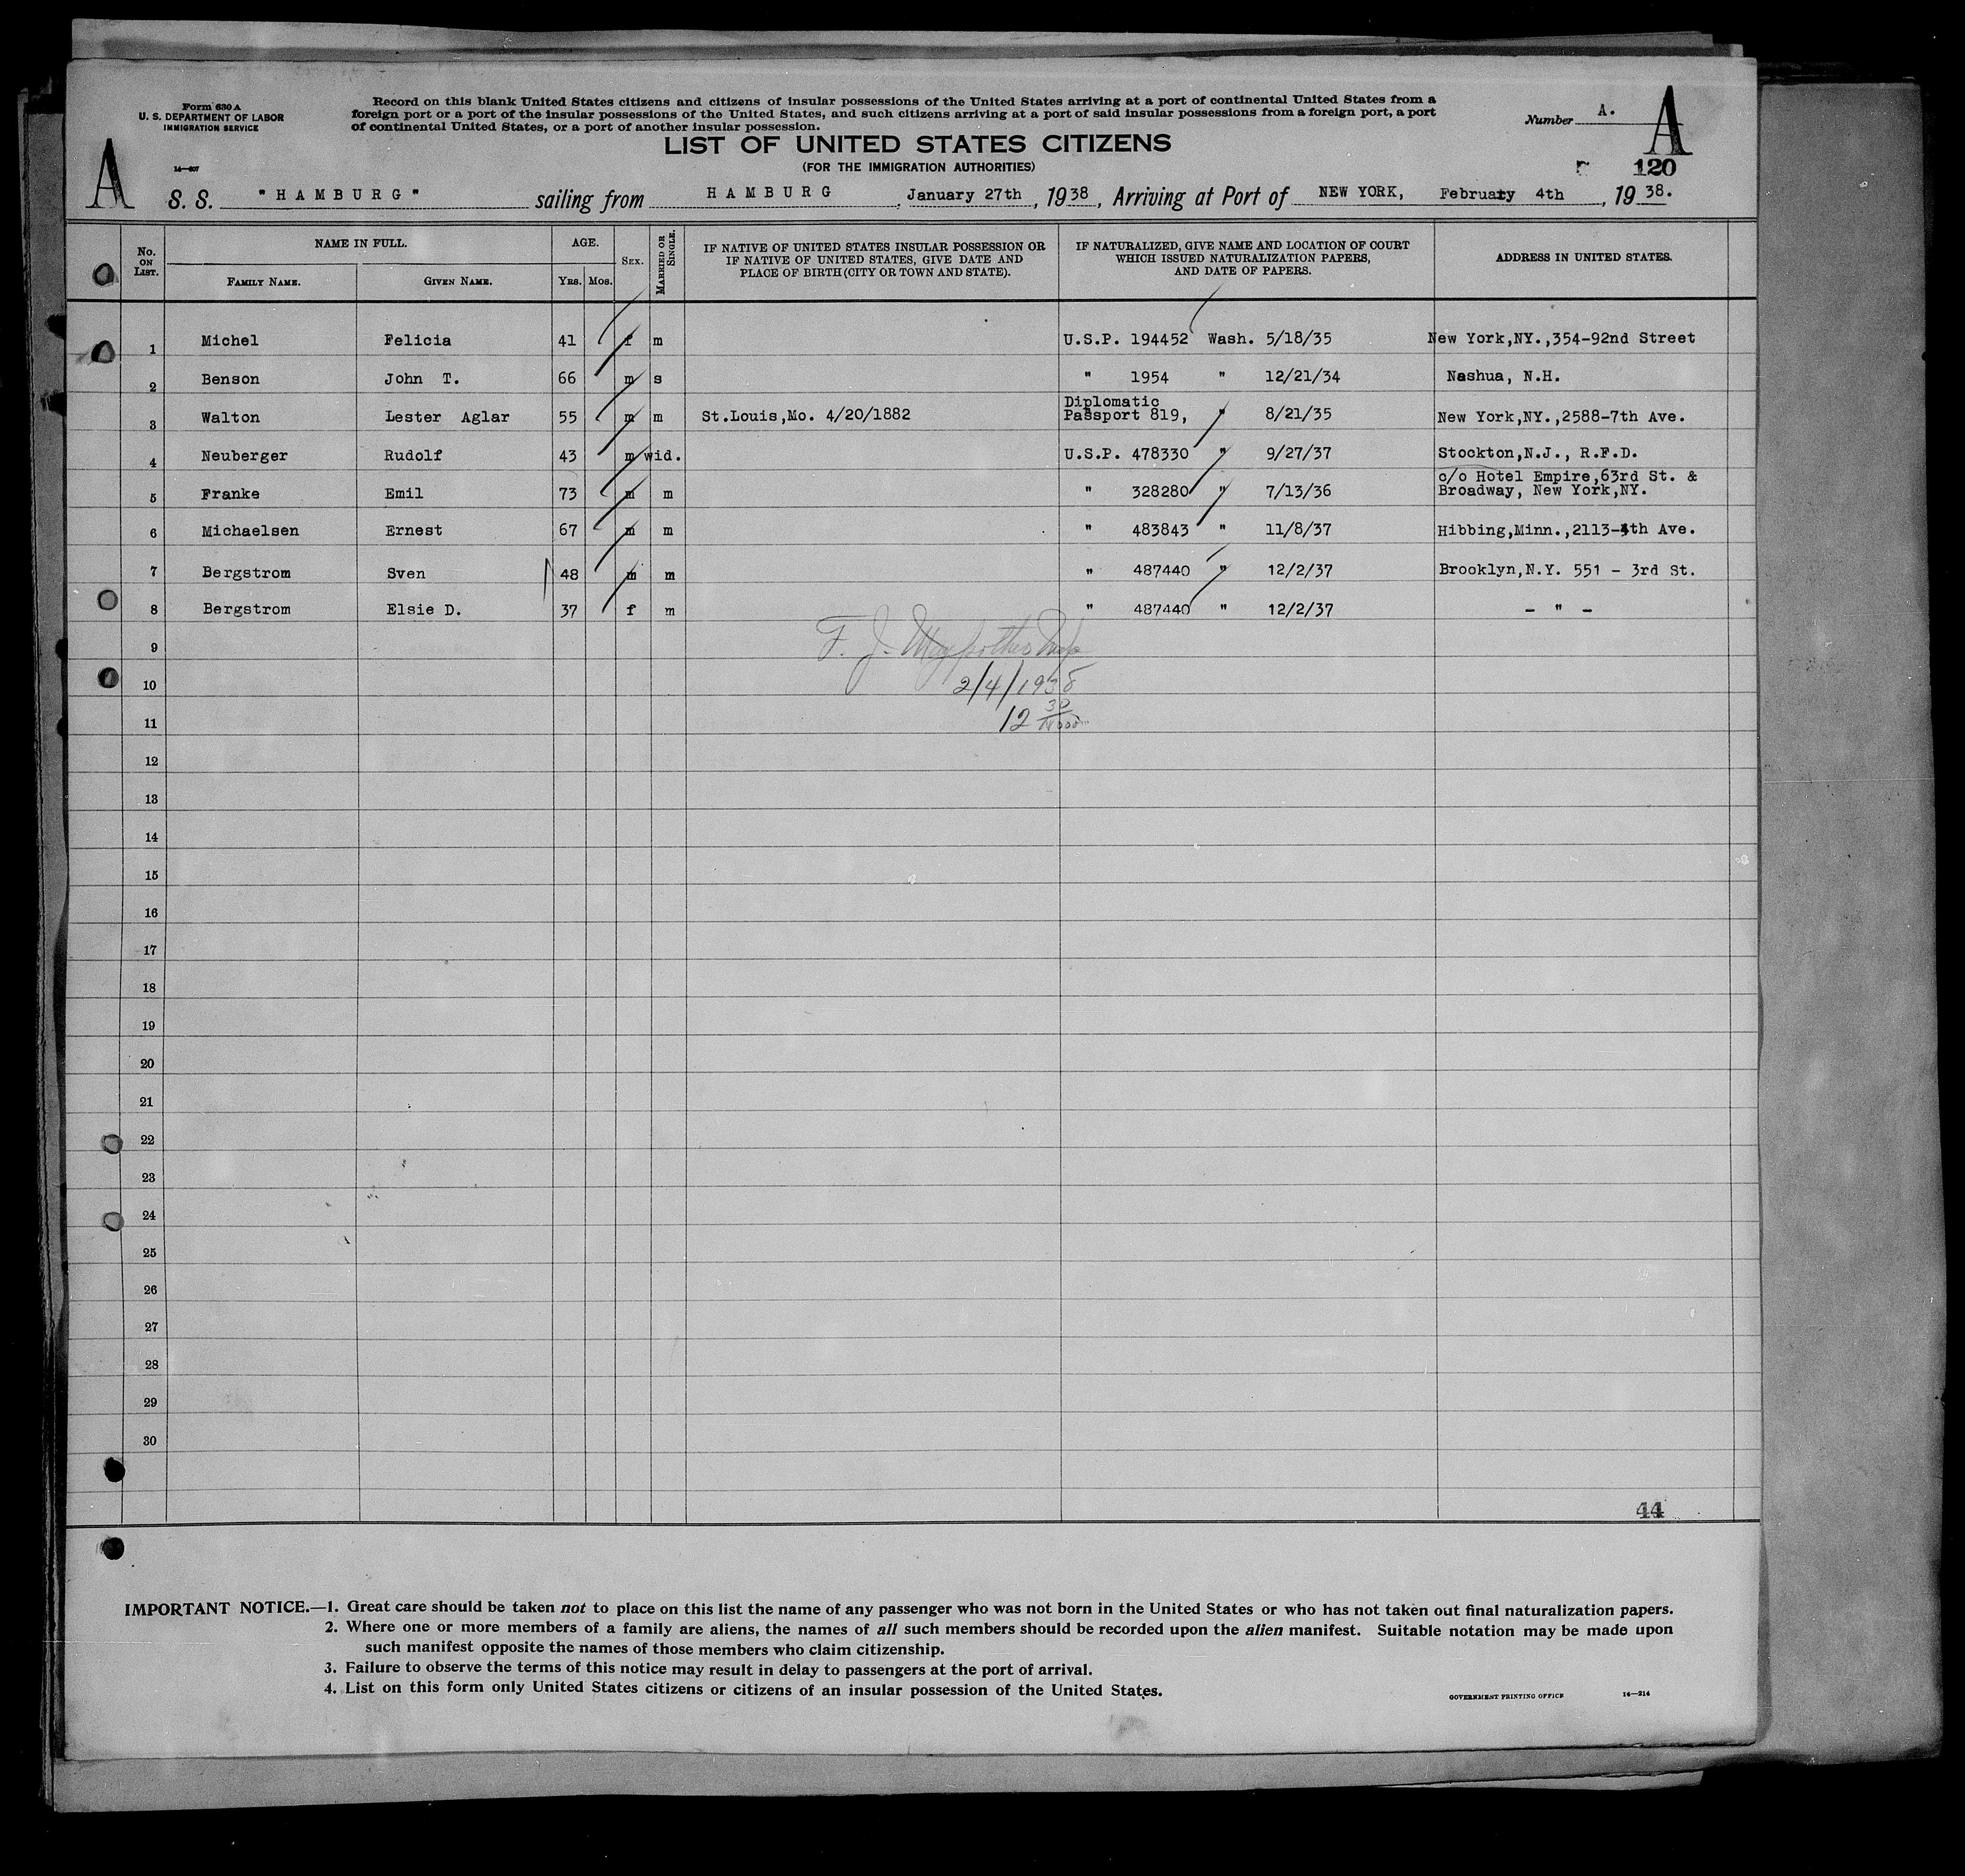 Form 630 A
U. S. DEPARTMENT OF LABOR
IMMIGRATION SERVICE
Record on this blank United States citizens and citizens of insular possessions of the United States arriving at a port of continental United States from a
foreign port or a port of the insular possessions of the United States, and such citizens arriving at a port of said insular possessions from a foreign port, a port
of continental United States, or a port of another insular possession.
Number A.
A
A
LIST OF UNITED STATES CITIZENS
(FOR THE IMMIGRATION AUTHORITIES)
120
S. S. "HAMBURG" sailing from HAMBURG, January 27th, 1938, Arriving at Port of NEW YORK, February 4th, 1938.
No. ON LIST.
NAME IN FULL.
FAMILY NAME. GIVEN NAME.
AGE.
YRS. MOS.
SEX.
MARRIED OR SINGLE.
IF NATIVE OF UNITED STATES INSULAR POSSESSION OR
IF NATIVE OF UNITED STATES, GIVE DATE AND
PLACE OF BIRTH (CITY OR TOWN AND STATE).
IF NATURALIZED, GIVE NAME AND LOCATION OF COURT
WHICH ISSUED NATURALIZATION PAPERS,
AND DATE OF PAPERS.
ADDRESS IN UNITED STATES.
1 Michel Felicia 41 f m U.S.P. 194452 Wash. 5/18/35 New York,NY.,354-92nd Street
2 Benson John T. 66 m s " 1954 " 12/21/34 Nashua, N.H.
3 Walton Lester Aglar 55 m m St.Louis,Mo. 4/20/1882 Diplomatic Passport 819, " 8/21/35 New York,NY.,2588-7th Ave.
4 Neuberger Rudolf 43 m wid. U.S.P. 478330 " 9/27/37 Stockton,N.J., R.F.D.
5 Franke Emil 73 m m " 328280 " 7/13/36 c/o Hotel Empire,63rd St. & Broadway, New York,NY.
6 Michaelsen Ernest 67 m m " 483843 " 11/8/37 Hibbing,Minn.,2113-4th Ave.
7 Bergstrom Sven 48 m m " 487440 " 12/2/37 Brooklyn,N.Y. 551 - 3rd St.
8 Bergstrom Elsie D. 37 f m " 487440 " 12/2/37 - " -
9
F. J.
10
2/4/1938
11
12 30 Noon
12
13
14
15
16
17
18
19
20
21
22
23
24
25
26
27
28
29
30
44
IMPORTANT NOTICE.—1. Great care should be taken not to place on this list the name of any passenger who was not born in the United States or who has not taken out final naturalization papers.
2. Where one or more members of a family are aliens, the names of all such members should be recorded upon the alien manifest. Suitable notation may be made upon
such manifest opposite the names of those members who claim citizenship.
3. Failure to observe the terms of this notice may result in delay to passengers at the port of arrival.
4. List on this form only United States citizens or citizens of an insular possession of the United States.
GOVERNMENT PRINTING OFFICE 14—214